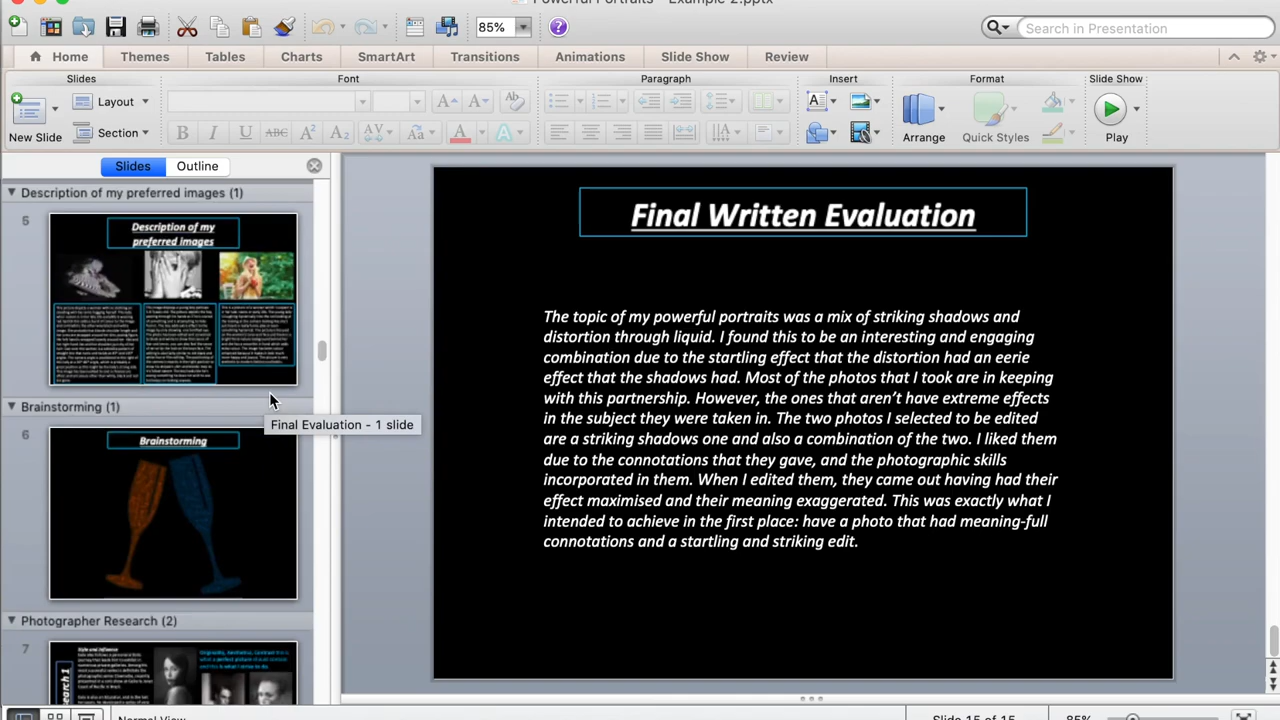 Powerful Portraits - Example 2.pptx
85%
Search in Presentation
Home Themes Tables Charts SmartArt Transitions Animations Slide Show Review
Slides Font Paragraph Insert Format Slide Show
Layout
New Slide Section
Arrange Quick Styles Play
Slides Outline
Description of my preferred images (1)
5
Description of my
preferred images
Brainstorming (1)
Final Evaluation - 1 slide
6
Brainstorming
Photographer Research (2)
7
Style and Influence
Final Written Evaluation
The topic of my powerful portraits was a mix of striking shadows and
distortion throughout. I found this to be an interesting and engaging
combination due to the startling effect that the distortion had an eerie
effect that the shadows had. Most of the photos that I took are in keeping
with this partnership. However, the ones that aren't have extreme effects
in the subject they were taken in. The two photos I selected to be edited
are a striking shadows one and also a combination of the two. I liked them
due to the connotations that they gave, and the photographic skills
incorporated in them. When I edited them, they came out having had their
effect maximised and their meaning exaggerated. This was exactly what I
intended to achieve in the first place: have a photo that had meaning-full
connotations and a startling and striking edit.
Normal View Slide 15 of 15 85%